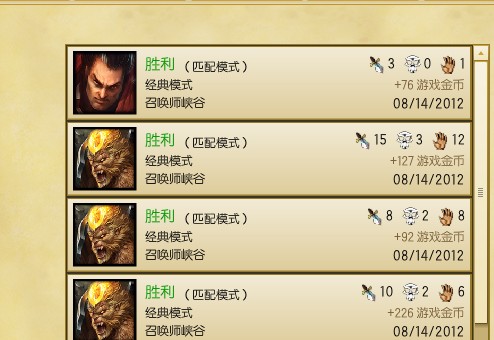 胜利 (匹配模式) 3 0 1
经典模式 +76 游戏金币
召唤师峡谷 08/14/2012
胜利 (匹配模式) 15 3 12
经典模式 +127 游戏金币
召唤师峡谷 08/14/2012
胜利 (匹配模式) 8 2 8
经典模式 +92 游戏金币
召唤师峡谷 08/14/2012
胜利 (匹配模式) 10 2 6
经典模式 +226 游戏金币
召唤师峡谷 08/14/2012